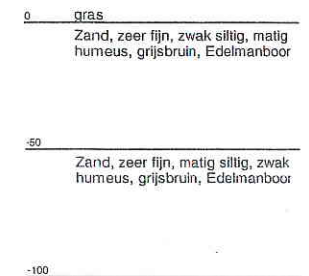 0 gras
Zand, zeer fijn, zwak siltig, matig
humeus, grijsbruin, Edelmanboor
-50
Zand, zeer fijn, matig siltig, zwak
humeus, grijsbruin, Edelmanboor
-100